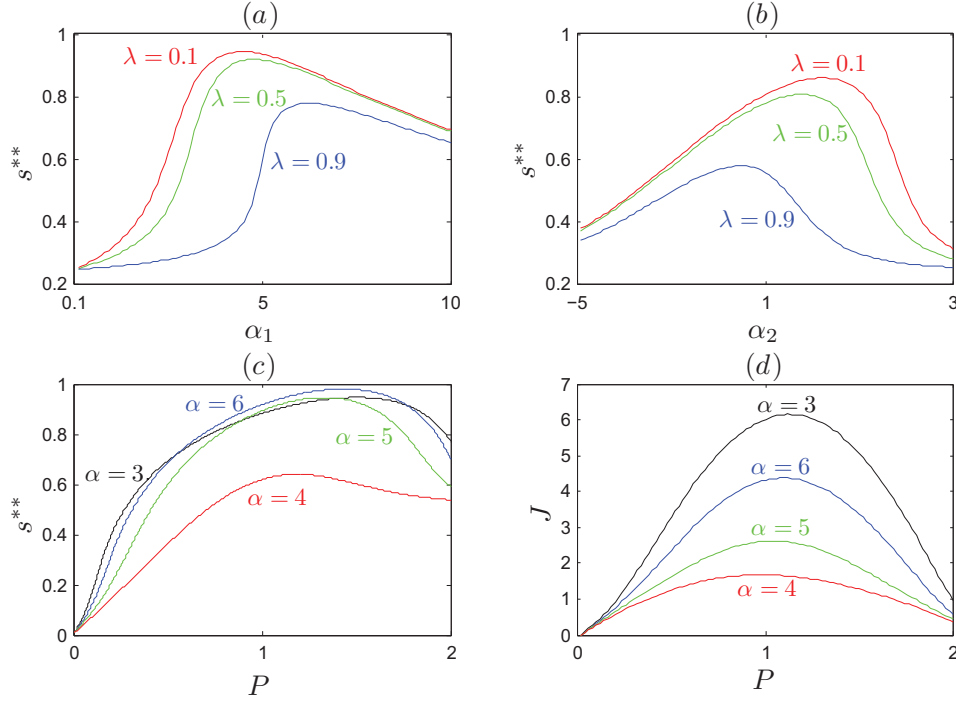 (a)
1
0.8
0.6
0.4
0.2
s**
λ = 0.1
λ = 0.5
λ = 0.9
0.1 5 10
α₁
(b)
1
0.8
0.6
0.4
0.2
s**
λ = 0.1
λ = 0.5
λ = 0.9
−5 1 3
α₂
(c)
1
0.8
0.6
0.4
0.2
0
s**
α = 6
α = 5
α = 3
α = 4
0 1 2
P
(d)
7
6
5
4
3
2
1
0
J
α = 3
α = 6
α = 5
α = 4
0 1 2
P